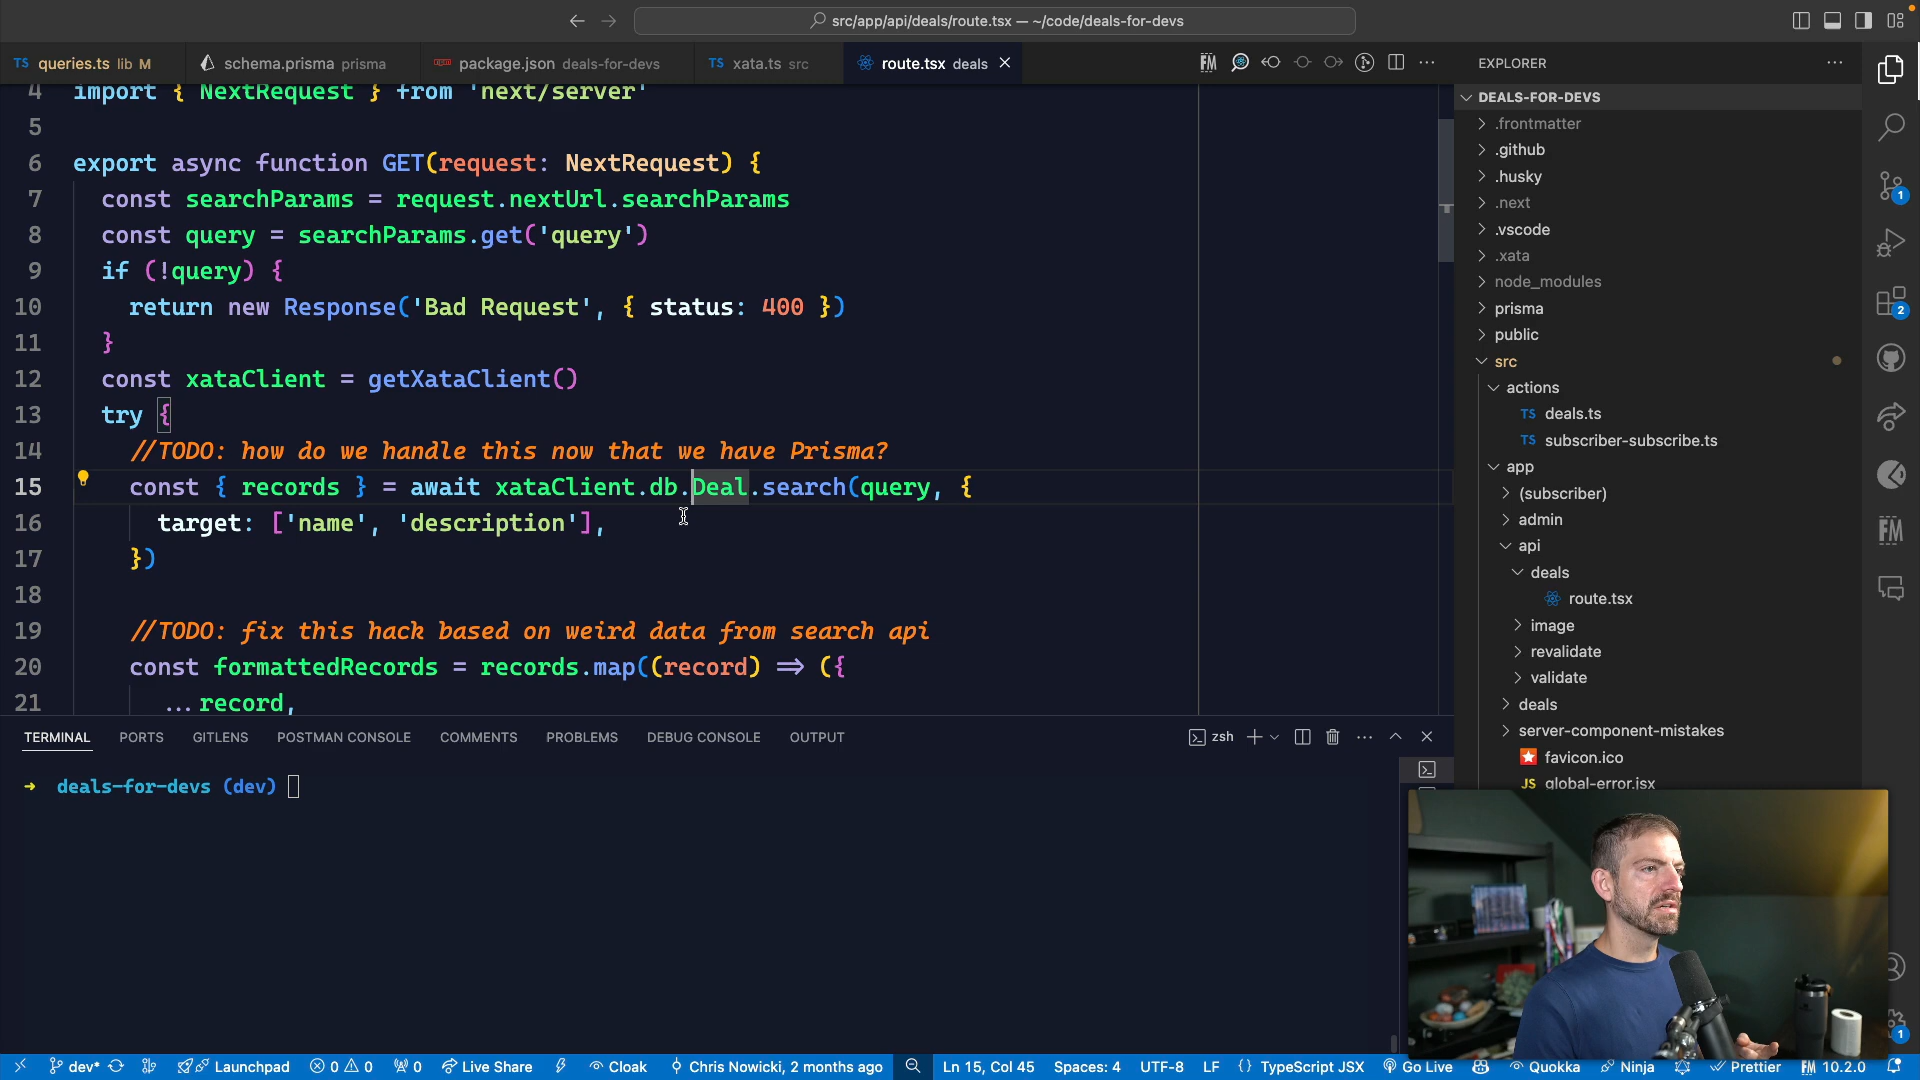 src/app/api/deals/route.tsx — ~/code/deals-for-devs
TS queries.ts lib M
schema.prisma prisma
package.json deals-for-devs
TS xata.ts src
route.tsx deals
4 import { NextRequest } from 'next/server'
5
6 export async function GET(request: NextRequest) {
7 const searchParams = request.nextUrl.searchParams
8 const query = searchParams.get('query')
9 if (!query) {
10 return new Response('Bad Request', { status: 400 })
11 }
12 const xataClient = getXataClient()
13 try {
14 //TODO: how do we handle this now that we have Prisma?
15 const { records } = await xataClient.db.Deal.search(query, {
16 target: ['name', 'description'],
17 })
18
19 //TODO: fix this hack based on weird data from search api
20 const formattedRecords = records.map((record) => ({
21 ...record,
TERMINAL PORTS GITLENS POSTMAN CONSOLE COMMENTS PROBLEMS DEBUG CONSOLE OUTPUT
zsh
→ deals-for-devs (dev)
EXPLORER
DEALS-FOR-DEVS
.frontmatter
.github
.husky
.next
.vscode
.xata
node_modules
prisma
public
src
actions
TS deals.ts
TS subscriber-subscribe.ts
app
(subscriber)
admin
api
deals
route.tsx
image
revalidate
validate
deals
server-component-mistakes
favicon.ico
JS global-error.jsx
1
2
FM
1
dev* Launchpad 0 0 0 Live Share Cloak Chris Nowicki, 2 months ago Ln 15, Col 45 Spaces: 4 UTF-8 LF {} TypeScript JSX Go Live Quokka Ninja Prettier FM 10.2.0